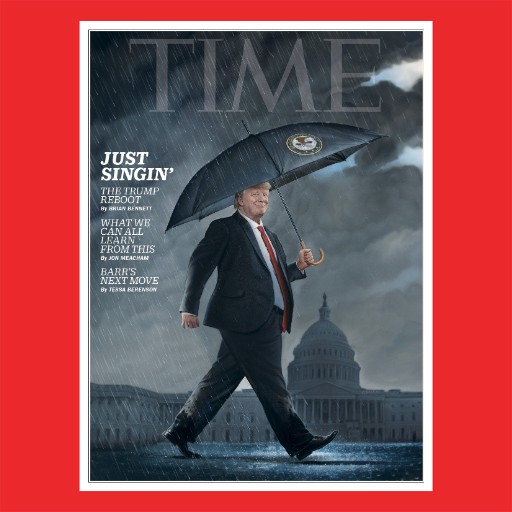 TIME
JUST
SINGIN'
THE TRUMP
REBOOT
By BRIAN BENNETT
WHAT WE
CAN ALL
LEARN
FROM THIS
By JON MEACHAM
BARR'S
NEXT MOVE
By TESSA BERENSON